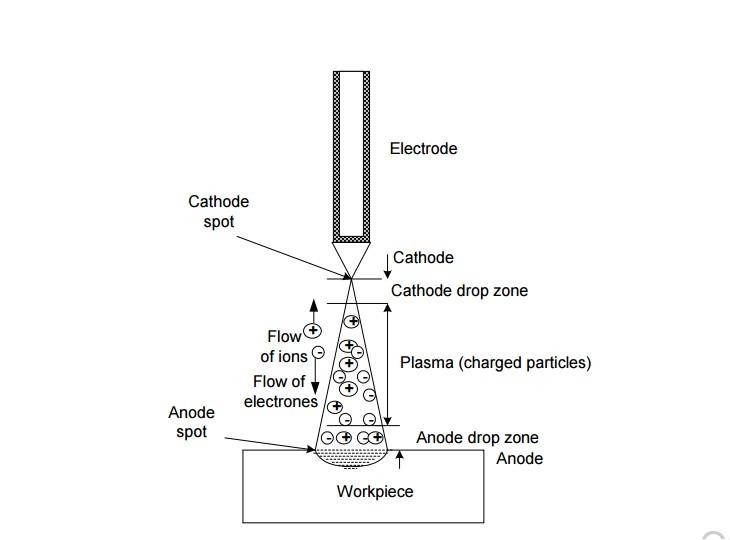 Electrode
Cathode
spot
Cathode
Cathode drop zone
Flow
of ions
Plasma (charged particles)
Flow of
electrones
Anode
spot
Anode drop zone
Anode
Workpiece